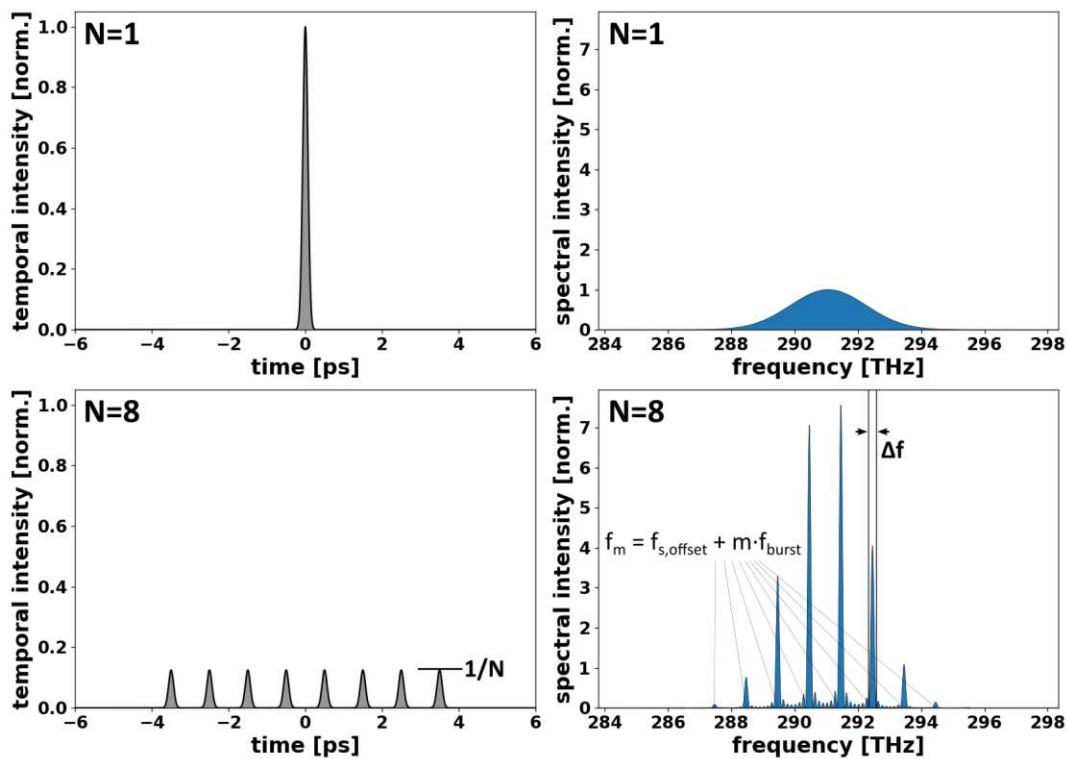 N=1
temporal intensity [norm.]
1.0
0.8
0.6
0.4
0.2
0.0
−6 −4 −2 0 2 4 6
time [ps]
N=1
spectral intensity [norm.]
7
6
5
4
3
2
1
0
284 286 288 290 292 294 296 298
frequency [THz]
N=8
temporal intensity [norm.]
1.0
0.8
0.6
0.4
0.2
0.0
1/N
−6 −4 −2 0 2 4 6
time [ps]
N=8
spectral intensity [norm.]
7
6
5
4
3
2
1
0
Δf
fₘ = fs,offset + m·fburst
284 286 288 290 292 294 296 298
frequency [THz]